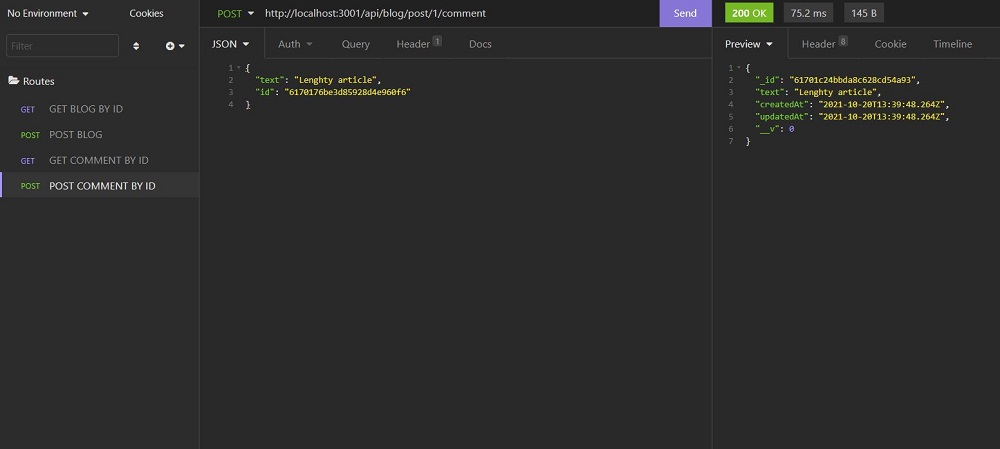 No Environment Cookies
POST http://localhost:3001/api/blog/post/1/comment Send
200 OK 75.2 ms 145 B
Filter
JSON Auth Query Header 1 Docs
Preview Header 8 Cookie Timeline
Routes
GET GET BLOG BY ID
POST POST BLOG
GET GET COMMENT BY ID
POST POST COMMENT BY ID
1 {
2 "text": "Lenghty article",
3 "id": "6170176be3d85928d4e960f6"
4 }
1 {
2 "_id": "61701c24bbda8c628cd54a93",
3 "text": "Lenghty article",
4 "createdAt": "2021-10-20T13:39:48.264Z",
5 "updatedAt": "2021-10-20T13:39:48.264Z",
6 "__v": 0
7 }